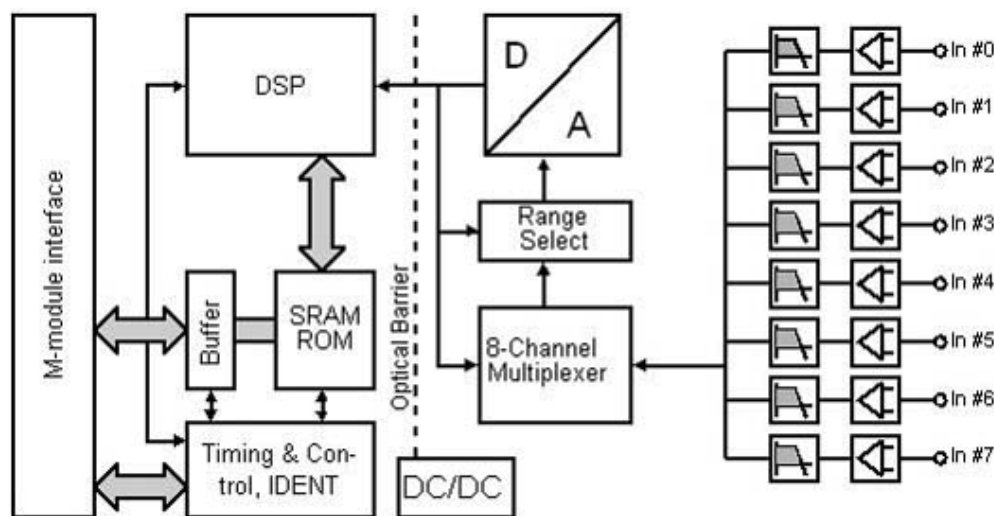 M-module interface
DSP
Buffer
SRAM
ROM
Timing & Con-
trol, IDENT
Optical Barrier
DC/DC
D
A
Range
Select
8-Channel
Multiplexer
In #0
In #1
In #2
In #3
In #4
In #5
In #6
In #7